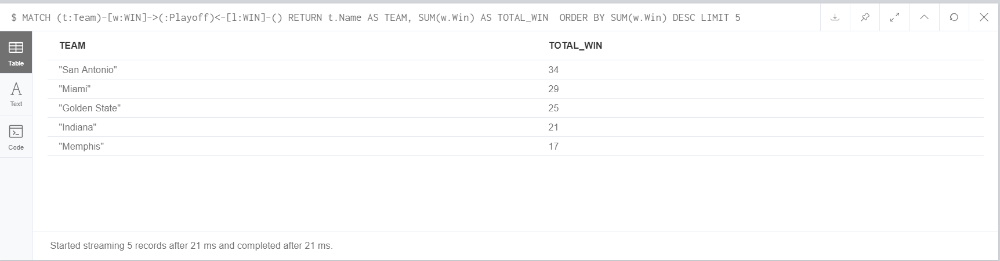 $ MATCH (t:Team)-[w:WIN]->(:Playoff)<-[l:WIN]-() RETURN t.Name AS TEAM, SUM(w.Win) AS TOTAL_WIN  ORDER BY SUM(w.Win) DESC LIMIT 5
Table
Text
Code
TEAM TOTAL_WIN
"San Antonio" 34
"Miami" 29
"Golden State" 25
"Indiana" 21
"Memphis" 17
Started streaming 5 records after 21 ms and completed after 21 ms.